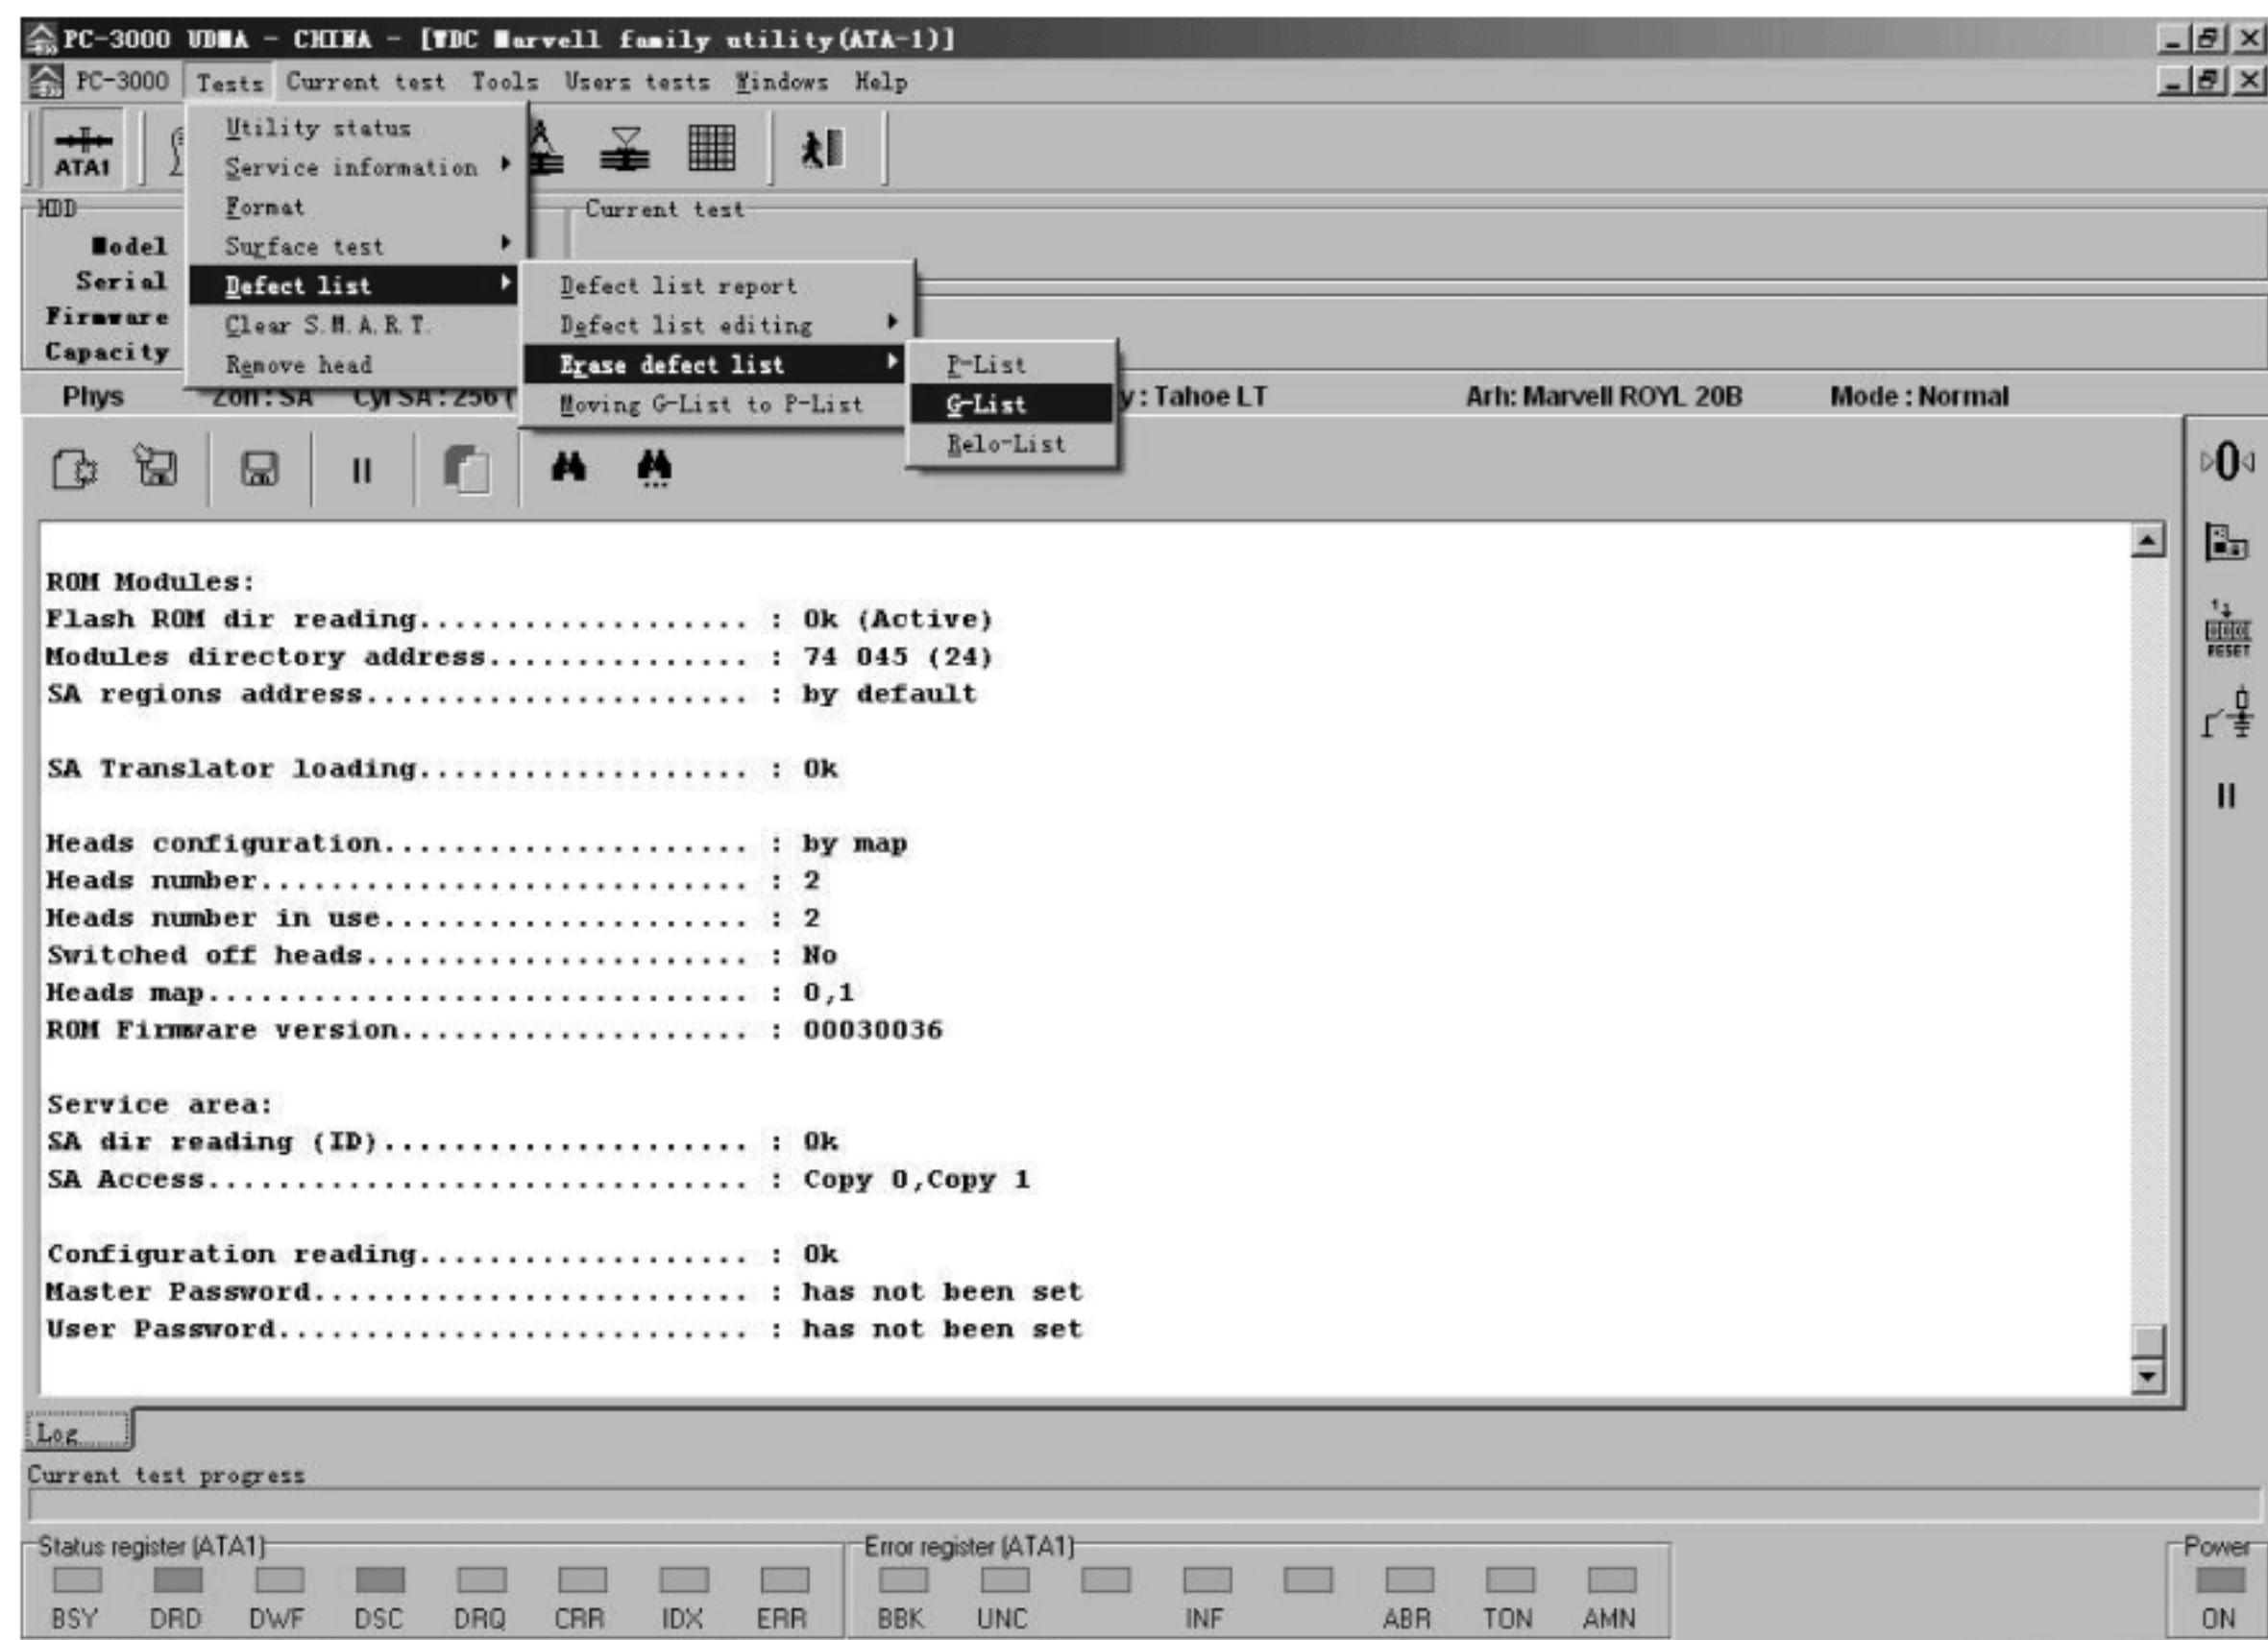 PC-3000 UDMA - CHINA - [WDC Marvell family utility(ATA-1)]
PC-3000 Tests Current test Tools Users tests Windows Help
ATA1
Utility status
Service information
Format
Surface test
Defect list
Clear S.M.A.R.T.
Remove head
HDD
Model
Serial
Firmware
Capacity
Current test
Defect list report
Defect list editing
Erase defect list
Moving G-List to P-List
P-List
G-List
Relo-List
Phys Zon : SA Cyl SA : 256 ( y : Tahoe LT Arh: Marvell ROYL 20B Mode : Normal
ROM Modules:
Flash ROM dir reading................... : Ok (Active)
Modules directory address............... : 74 045 (24)
SA regions address...................... : by default
SA Translator loading................... : Ok
Heads configuration..................... : by map
Heads number............................ : 2
Heads number in use..................... : 2
Switched off heads...................... : No
Heads map............................... : 0,1
ROM Firmware version.................... : 00030036
Service area:
SA dir reading (ID)..................... : Ok
SA Access............................... : Copy 0,Copy 1
Configuration reading................... : Ok
Master Password......................... : has not been set
User Password........................... : has not been set
RESET
Log
Current test progress
Status register (ATA1)
BSY DRD DWF DSC DRQ CRR IDX ERR
Error register (ATA1)
BBK UNC INF ABR TON AMN
Power
ON